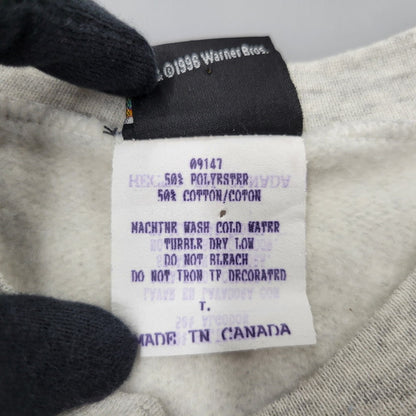 & ©1996 Warner Bros.
09147
50% POLYESTER
50% COTTON/COTON
MACHINE WASH COLD WATER
TUMBLE DRY LOW
DO NOT BLEACH
DO NOT IRON IF DECORATED
T.
MADE IN CANADA